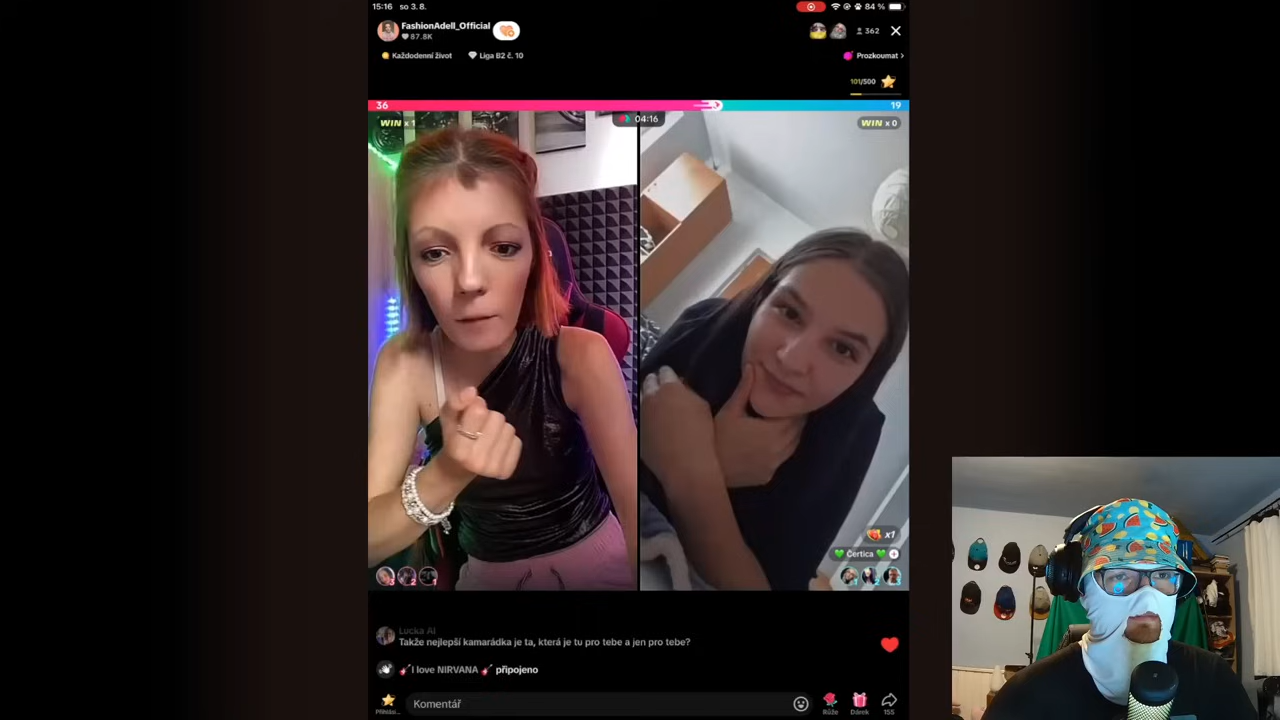 15:16 so 3. 8.
84 %
FashionAdell_Official
87.8K
362
Každodenní život
Liga B2 č. 10
Prozkoumat
101/500
36
19
WIN x 1
04:16
WIN x 0
x1
Čertica
Lucka Al
Takže nejlepší kamarádka je ta, která je tu pro tebe a jen pro tebe?
I love NIRVANA
připojeno
Komentář
Růže
Dárek
155